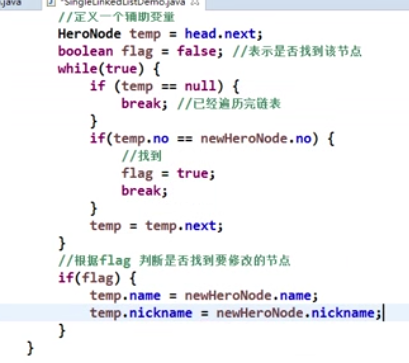 .java
*SingleLinkedListDemo.java
//定义一个辅助变量
HeroNode temp = head.next;
boolean flag = false; //表示是否找到该节点
while(true) {
if (temp == null) {
break; //已经遍历完链表
}
if(temp.no == newHeroNode.no) {
//找到
flag = true;
break;
}
temp = temp.next;
}
//根据flag 判断是否找到要修改的节点
if(flag) {
temp.name = newHeroNode.name;
temp.nickname = newHeroNode.nickname;
}
}